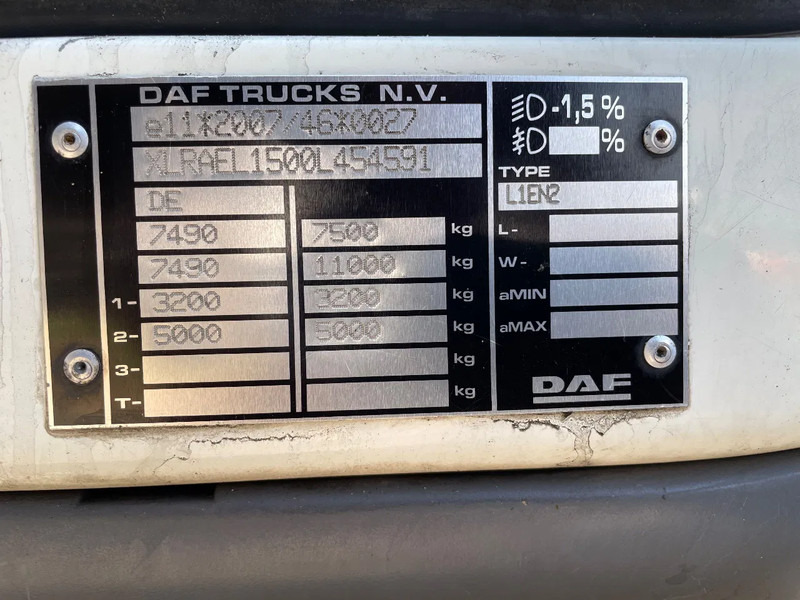 DAF TRUCKS N.V.
e11*2007/46*0027
XLRAEL1500L454591
DE
7490 7500 kg
7490 11000 kg
1- 3200 3200 kg
2- 5000 5000 kg
3- kg
T- kg
-1,5%
%
TYPE
L1EN2
L-
W-
aMIN
aMAX
DAF